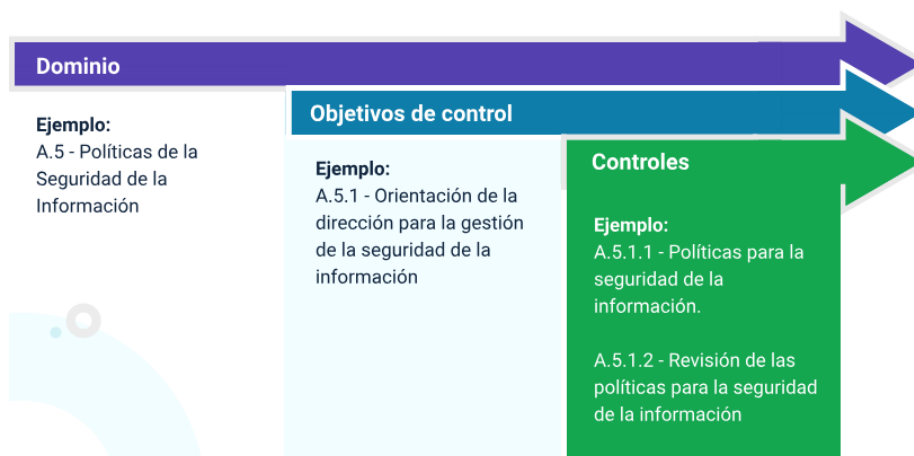 Dominio
Ejemplo:
A.5 - Políticas de la
Seguridad de la
Información
Objetivos de control
Ejemplo:
A.5.1 - Orientación de la
dirección para la gestión
de la seguridad de la
información
Controles
Ejemplo:
A.5.1.1 - Políticas para la
seguridad de la
información.
A.5.1.2 - Revisión de las
políticas para la seguridad
de la información